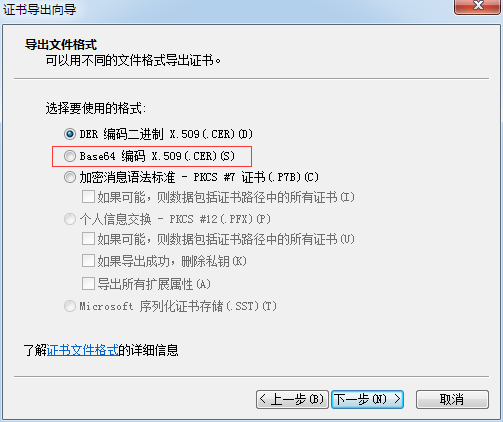 证书导出向导
导出文件格式
可以用不同的文件格式导出证书。
选择要使用的格式:
DER 编码二进制 X.509(.CER)(D)
Base64 编码 X.509(.CER)(S)
加密消息语法标准 - PKCS #7 证书(.P7B)(C)
如果可能，则数据包括证书路径中的所有证书(I)
个人信息交换 - PKCS #12(.PFX)(P)
如果可能，则数据包括证书路径中的所有证书(U)
如果导出成功，删除私钥(K)
导出所有扩展属性(A)
Microsoft 序列化证书存储(.SST)(T)
了解证书文件格式的详细信息
< 上一步(B) 下一步(N) > 取消